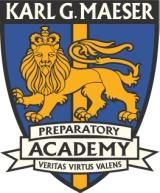 KARL G. MAESER
PREPARATORY
ACADEMY
VERITAS VIRTUS VALENS